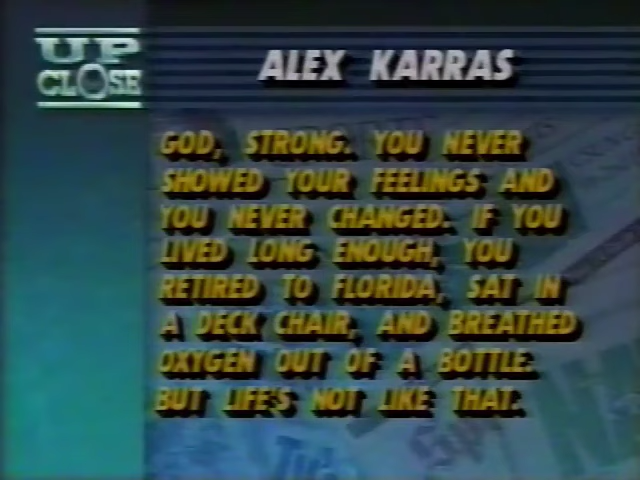 UP
CLOSE
ALEX KARRAS
GOD, STRONG. YOU NEVER
SHOWED YOUR FEELINGS AND
YOU NEVER CHANGED. IF YOU
LIVED LONG ENOUGH, YOU
RETIRED TO FLORIDA, SAT IN
A DECK CHAIR, AND BREATHED
OXYGEN OUT OF A BOTTLE.
BUT LIFE'S NOT LIKE THAT.